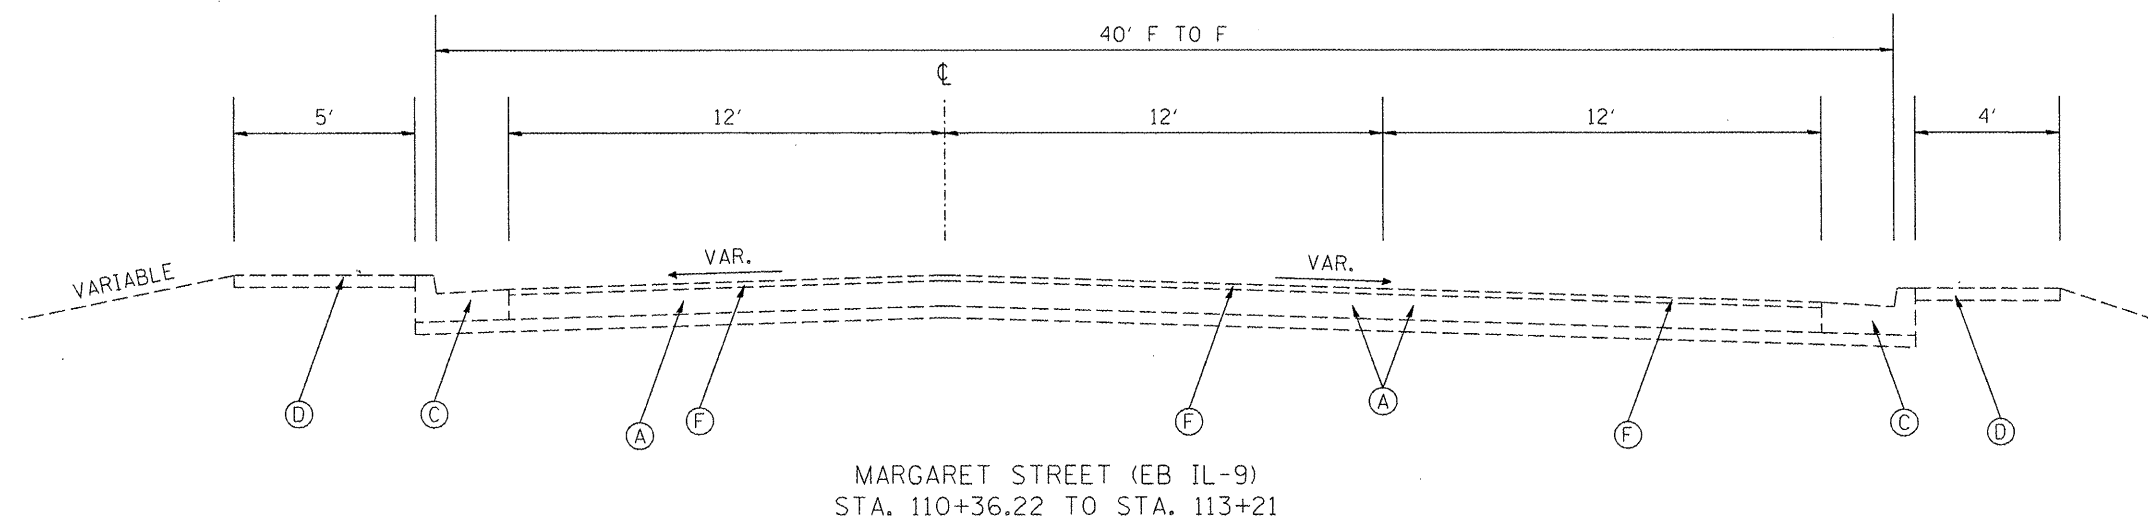 40' F TO F
℄
5'
12'
12'
12'
4'
VARIABLE
VAR.
VAR.
D
C
A
F
F
A
F
C
D
MARGARET STREET (EB IL-9)
STA. 110+36.22 TO STA. 113+21